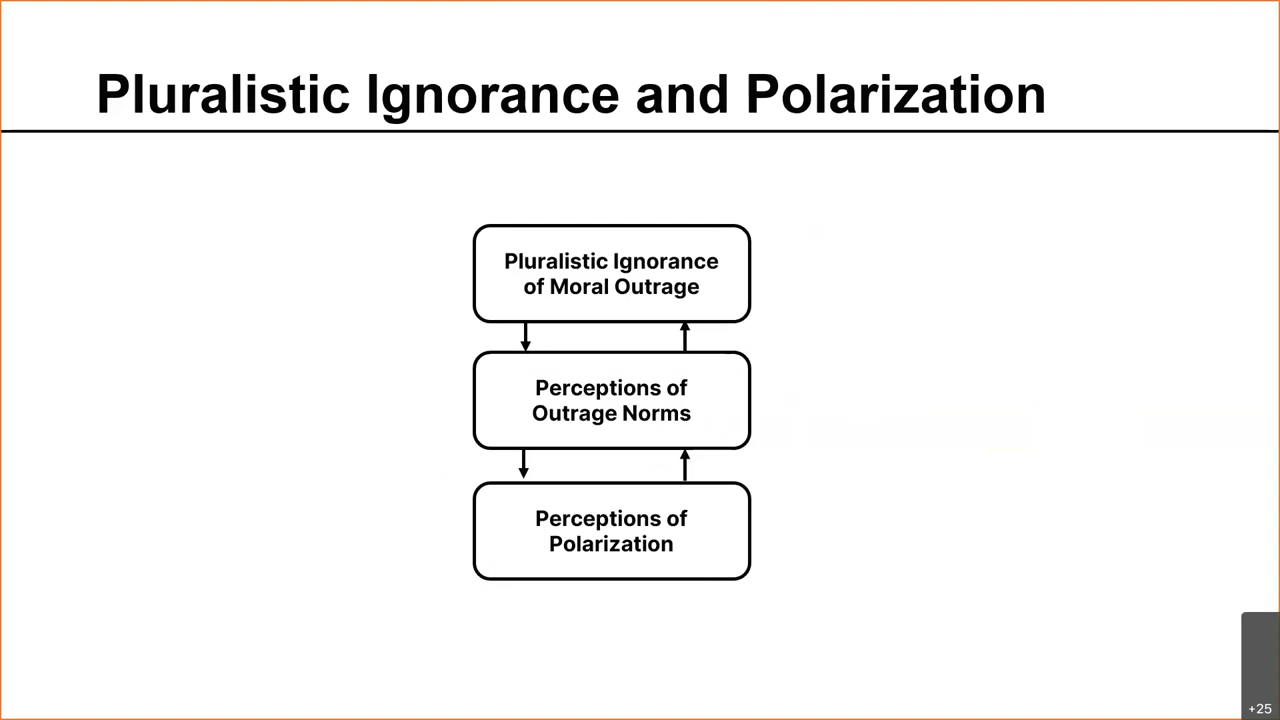 Pluralistic Ignorance and Polarization
Pluralistic Ignorance
of Moral Outrage
Perceptions of
Outrage Norms
Perceptions of
Polarization
+25